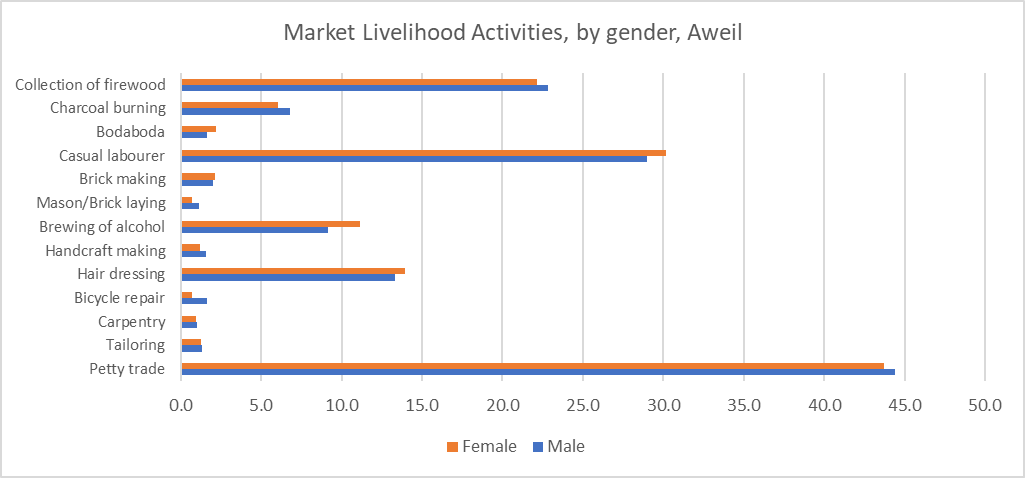 Market Livelihood Activities, by gender, Aweil
Collection of firewood
Charcoal burning
Bodaboda
Casual labourer
Brick making
Mason/Brick laying
Brewing of alcohol
Handcraft making
Hair dressing
Bicycle repair
Carpentry
Tailoring
Petty trade
0.0 5.0 10.0 15.0 20.0 25.0 30.0 35.0 40.0 45.0 50.0
Female Male